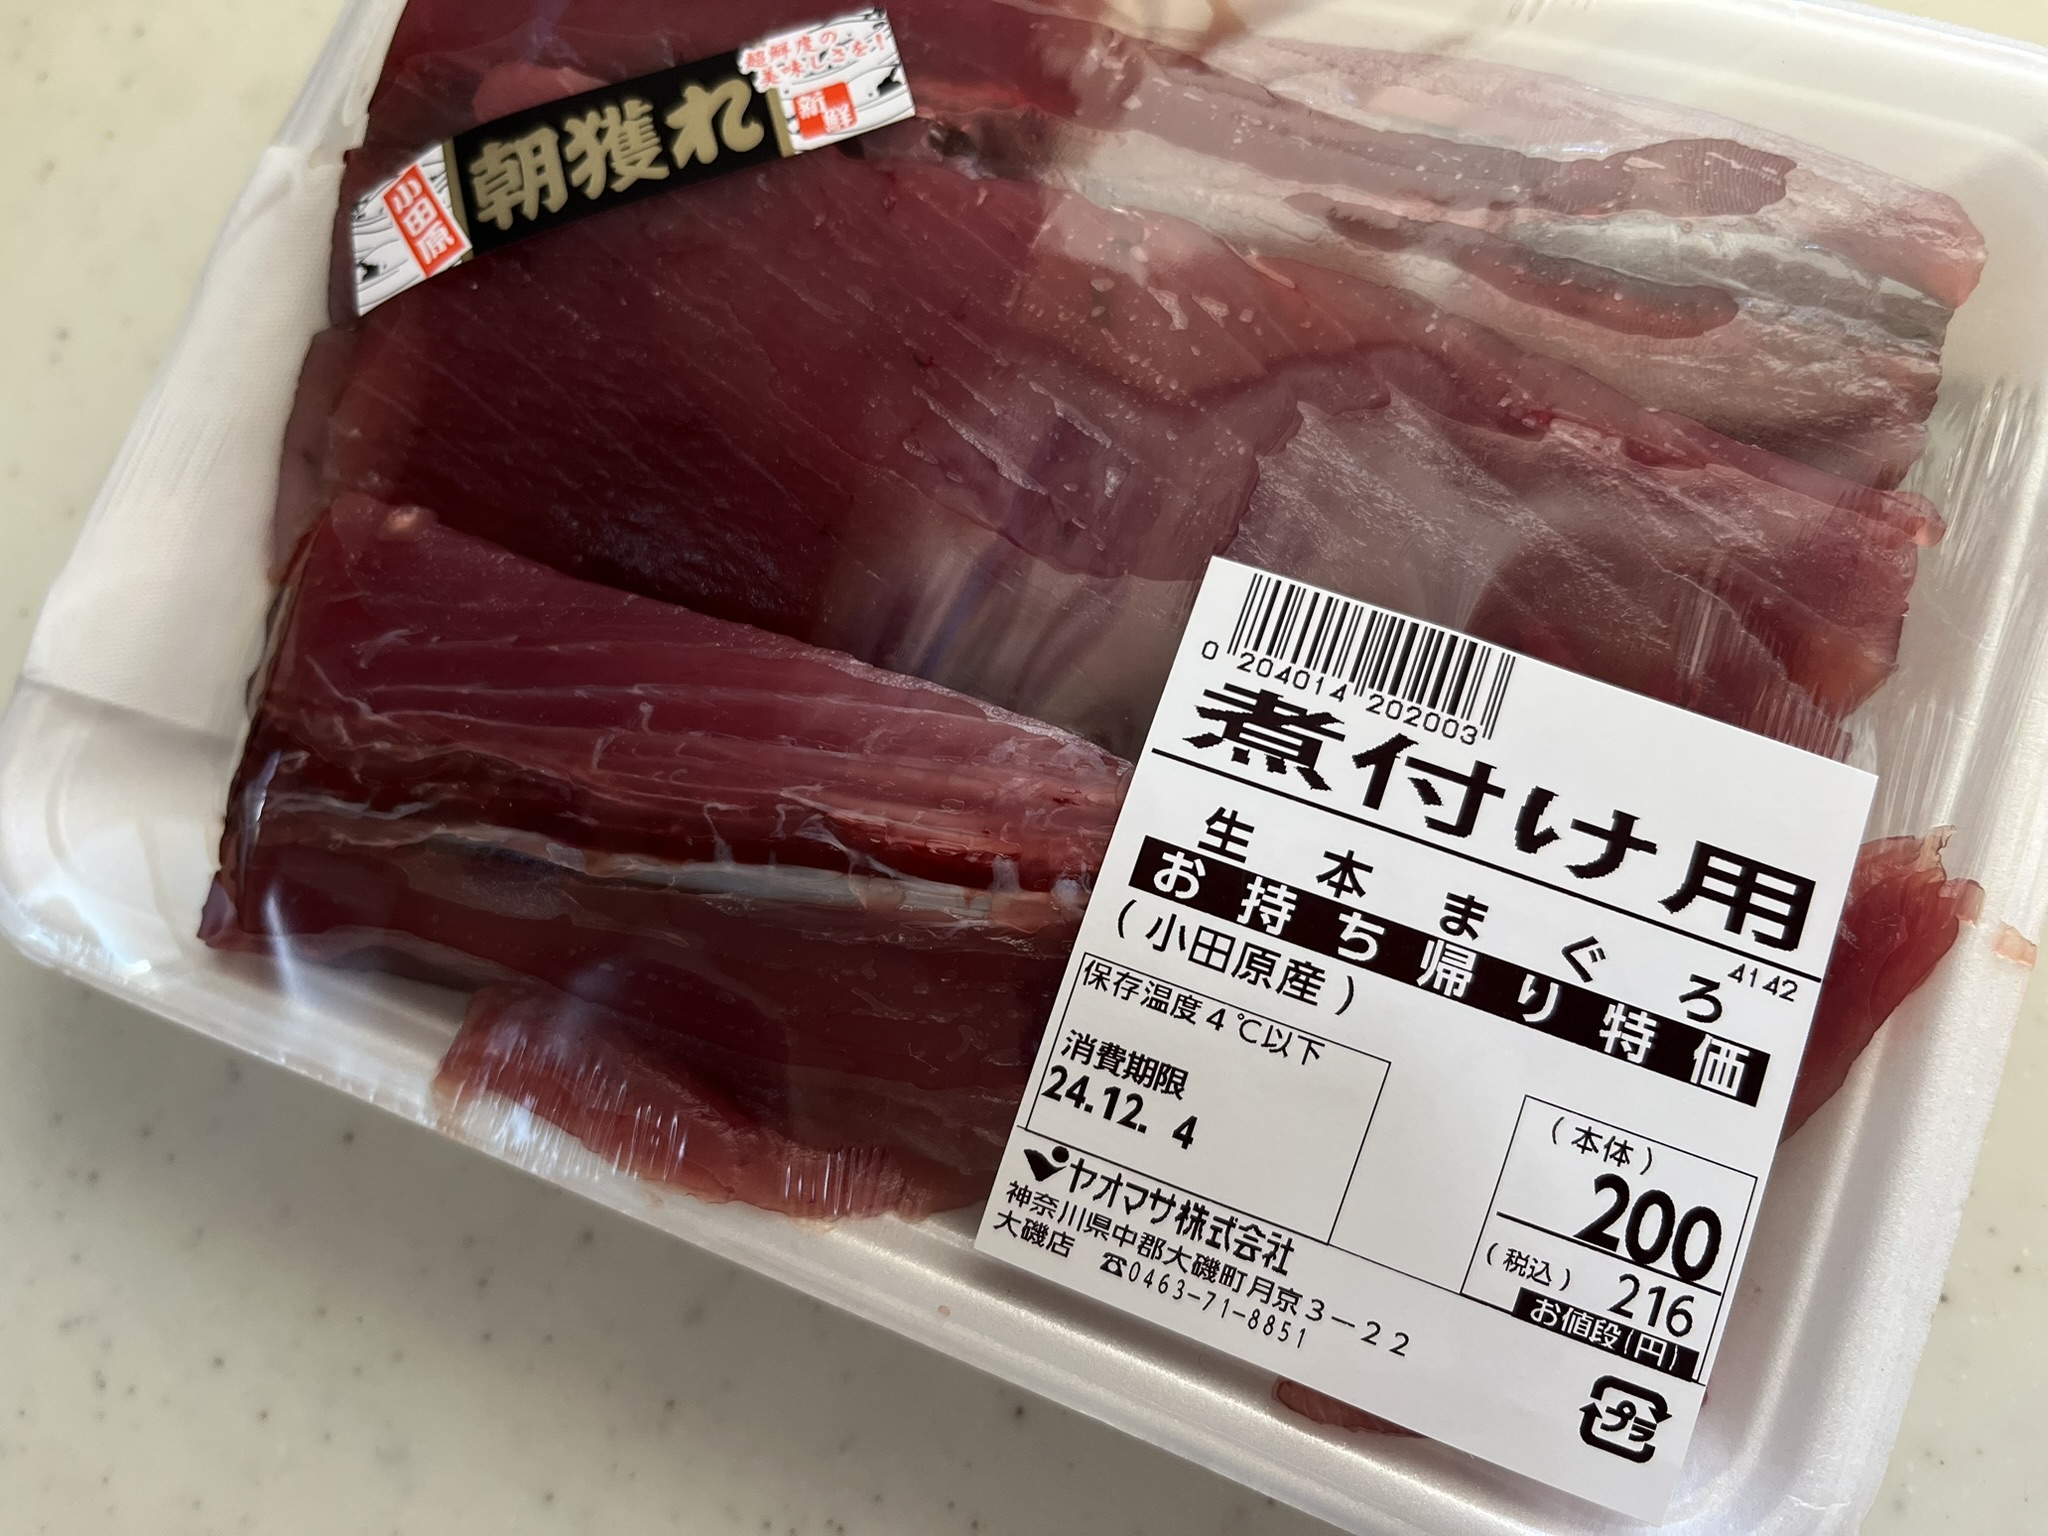 超鮮度の
美味しさを!
新鮮
朝獲れ
小田原
0 204014 202003
煮付け用
生本まぐろ 4142
お持ち帰り特価
(小田原産)
保存温度4℃以下
消費期限
24.12. 4
(本体)
200
(税込) 216
お値段(円)
ヤオマサ株式会社
神奈川県中郡大磯町月京3-22
大磯店 ☎0463-71-8851
プラ